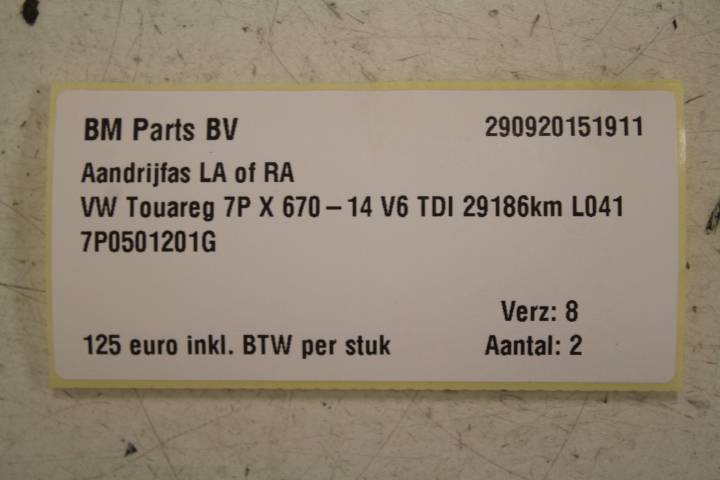 BM Parts BV 290920151911
Aandrijfas LA of RA
VW Touareg 7P X 670-14 V6 TDI 29186km L041
7P0501201G
Verz: 8
125 euro inkl. BTW per stuk Aantal: 2